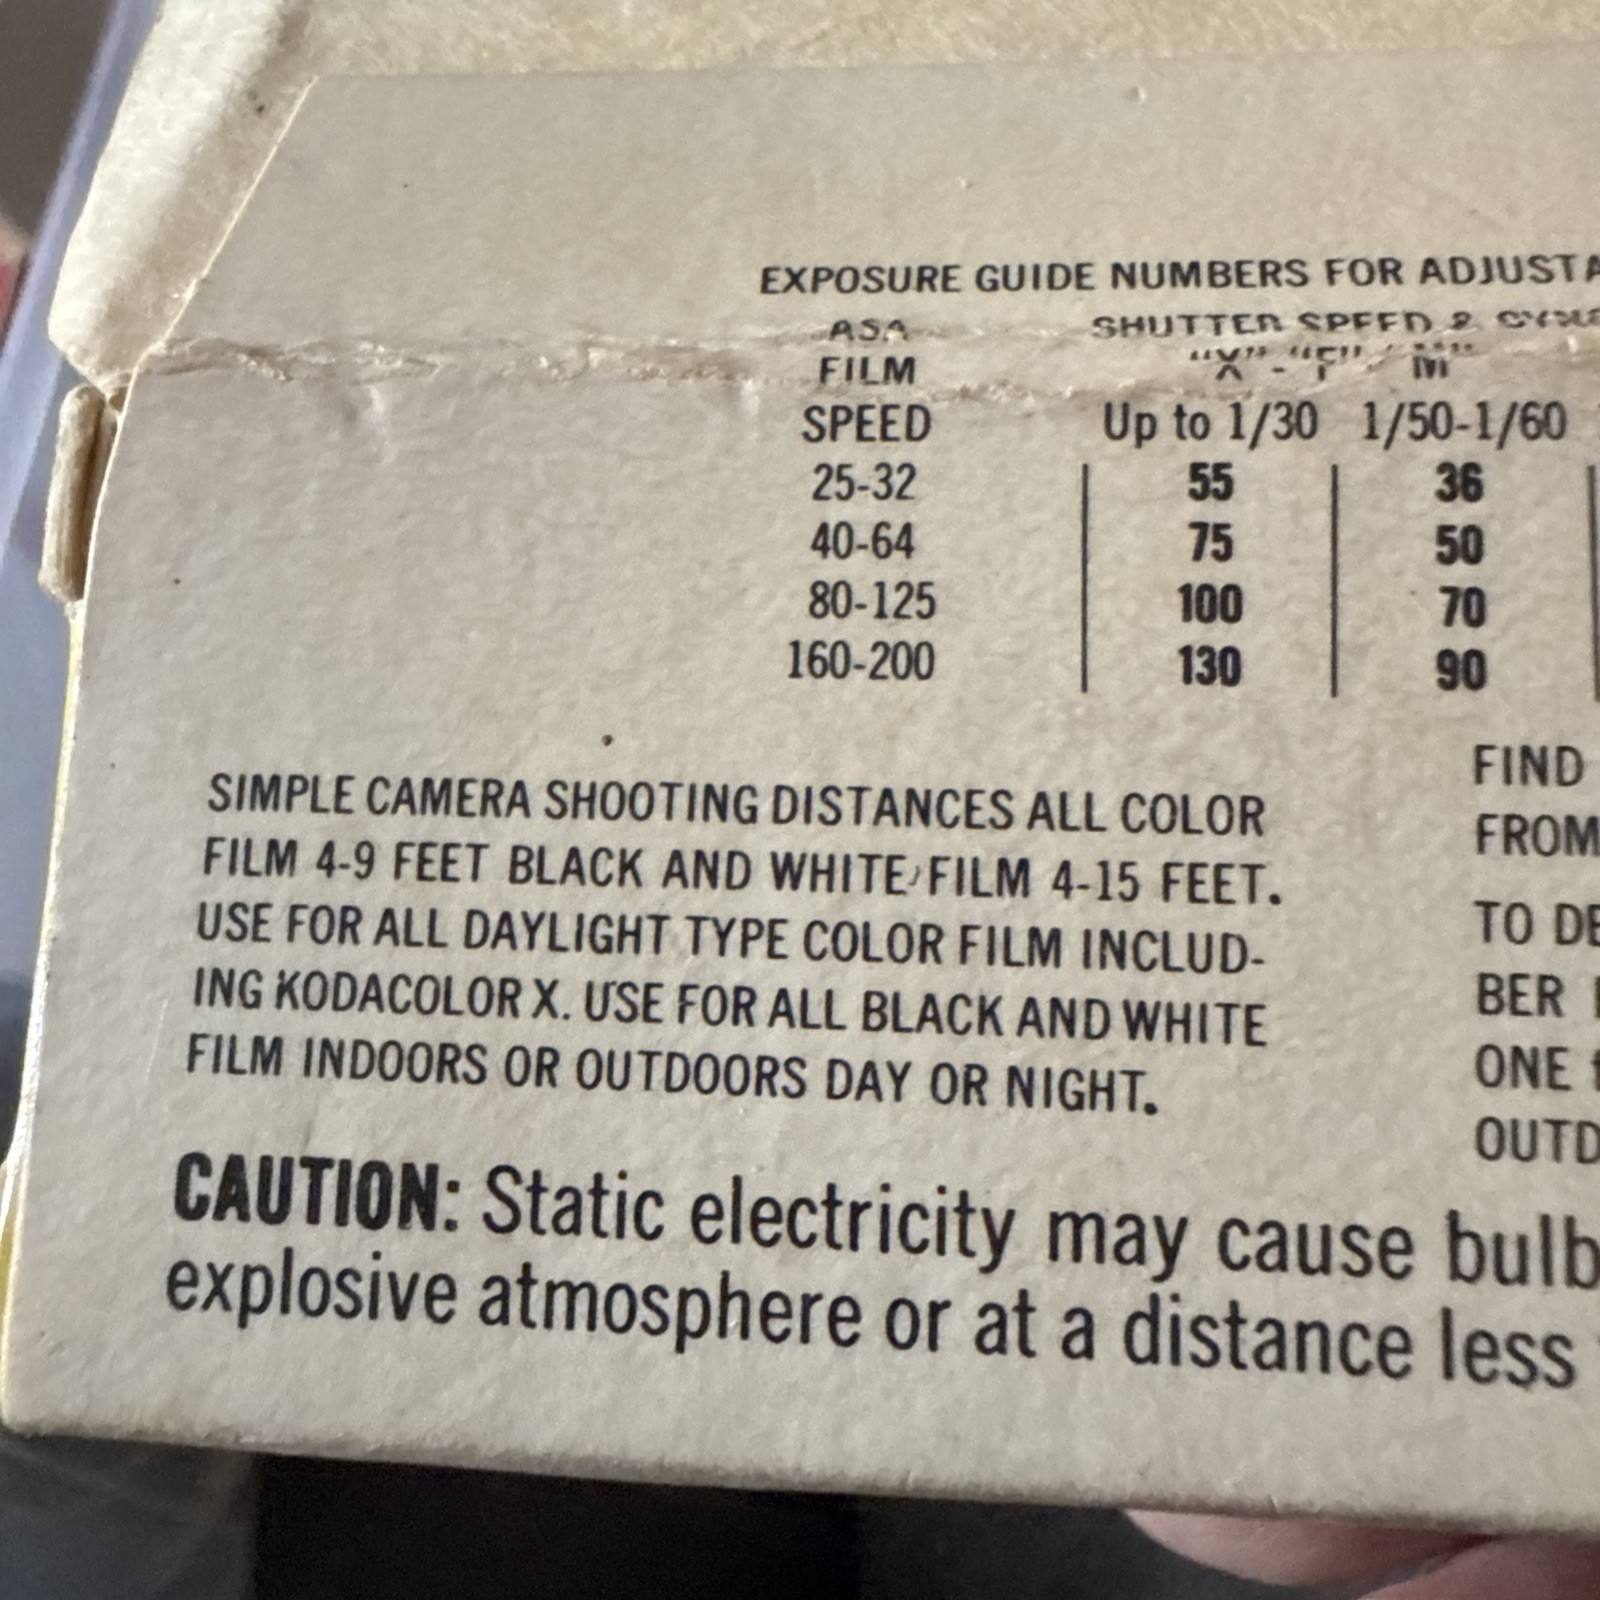 EXPOSURE GUIDE NUMBERS FOR ADJUSTA
ASA SHUTTER SPEED &
FILM "X" - "F" "M"
SPEED Up to 1/30 1/50-1/60
25-32 55 36
40-64 75 50
80-125 100 70
160-200 130 90
SIMPLE CAMERA SHOOTING DISTANCES ALL COLOR
FILM 4-9 FEET BLACK AND WHITE FILM 4-15 FEET.
USE FOR ALL DAYLIGHT TYPE COLOR FILM INCLUD-
ING KODACOLOR X. USE FOR ALL BLACK AND WHITE
FILM INDOORS OR OUTDOORS DAY OR NIGHT.
FIND
FROM
TO DE
BER
ONE
OUTD
CAUTION: Static electricity may cause bulb
explosive atmosphere or at a distance less